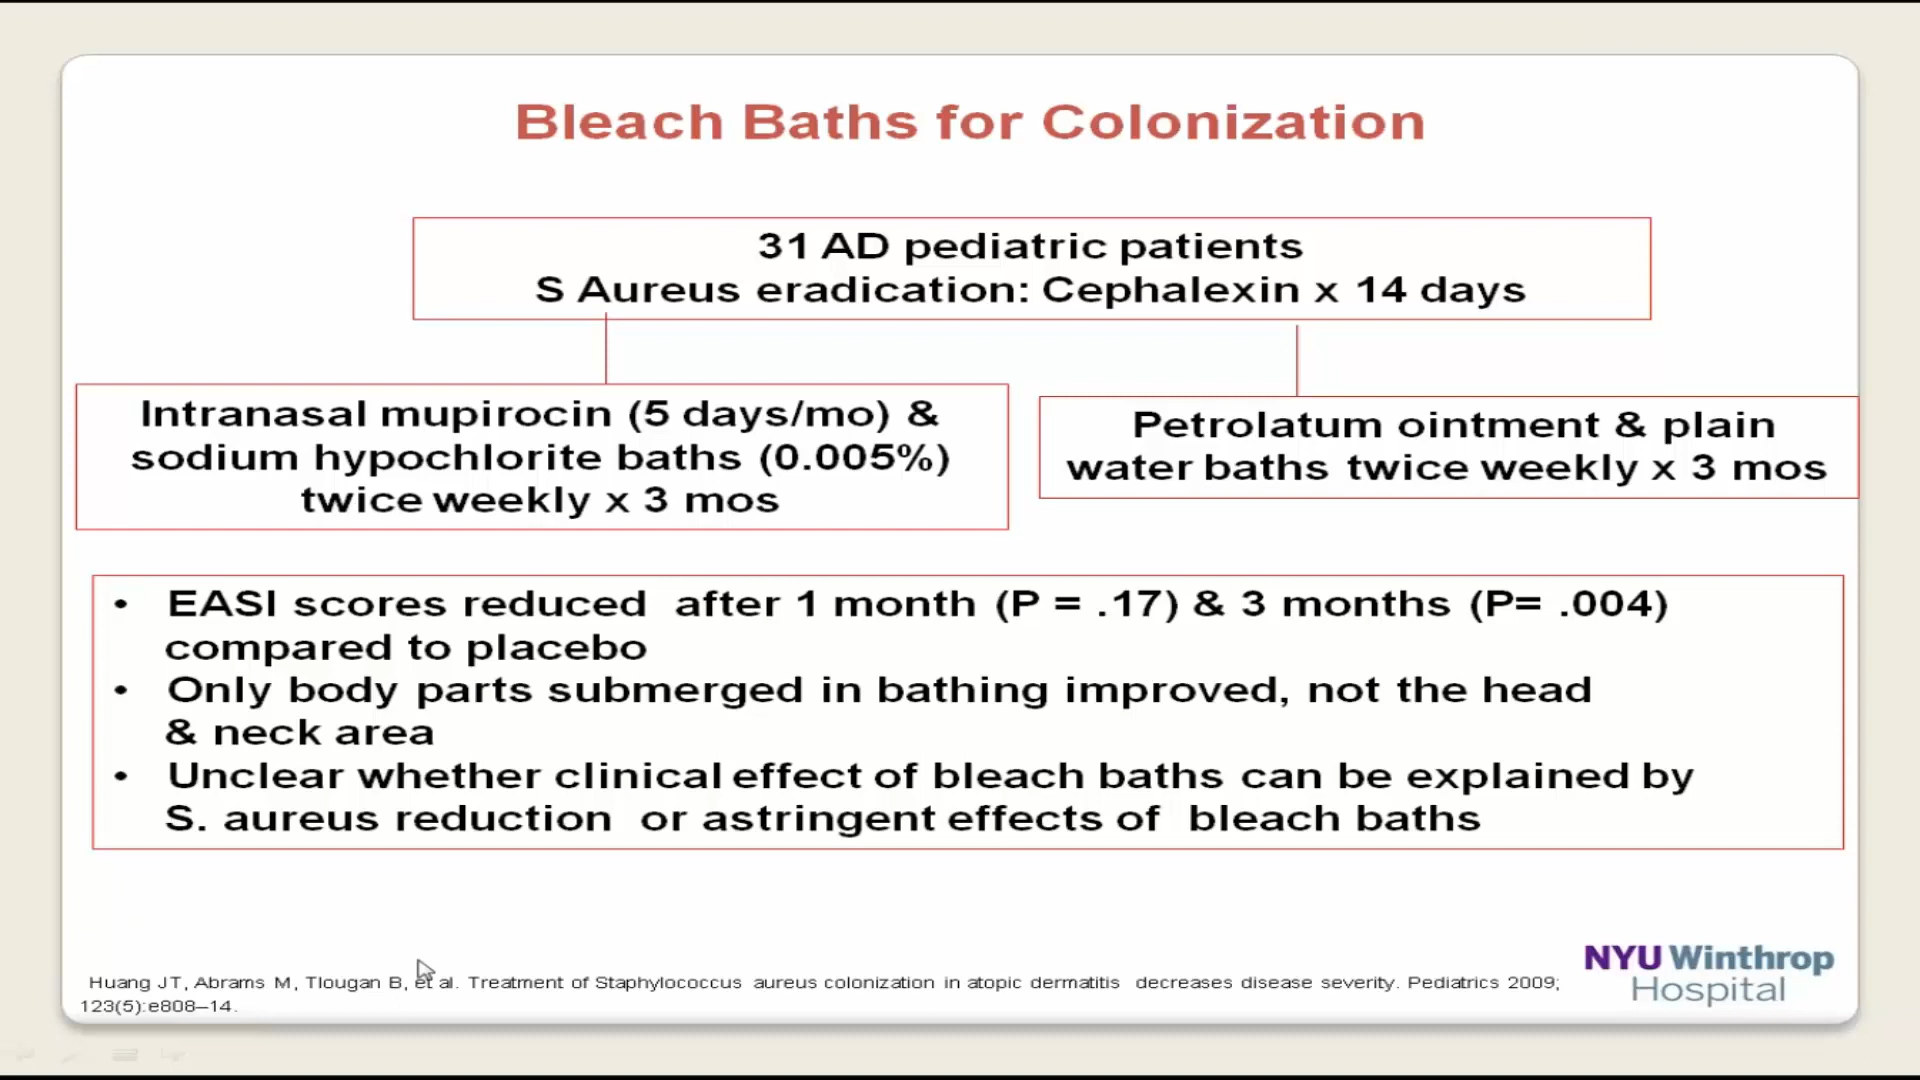 Bleach Baths for Colonization
31 AD pediatric patients
S Aureus eradication: Cephalexin x 14 days
Intranasal mupirocin (5 days/mo) &
sodium hypochlorite baths (0.005%)
twice weekly x 3 mos
Petrolatum ointment & plain
water baths twice weekly x 3 mos
• EASI scores reduced after 1 month (P = .17) & 3 months (P= .004)
compared to placebo
• Only body parts submerged in bathing improved, not the head
& neck area
• Unclear whether clinical effect of bleach baths can be explained by
S. aureus reduction or astringent effects of bleach baths
Huang JT, Abrams M, Tlougan B, et al. Treatment of Staphylococcus aureus colonization in atopic dermatitis decreases disease severity. Pediatrics 2009;
123(5):e808–14.
NYU Winthrop
Hospital